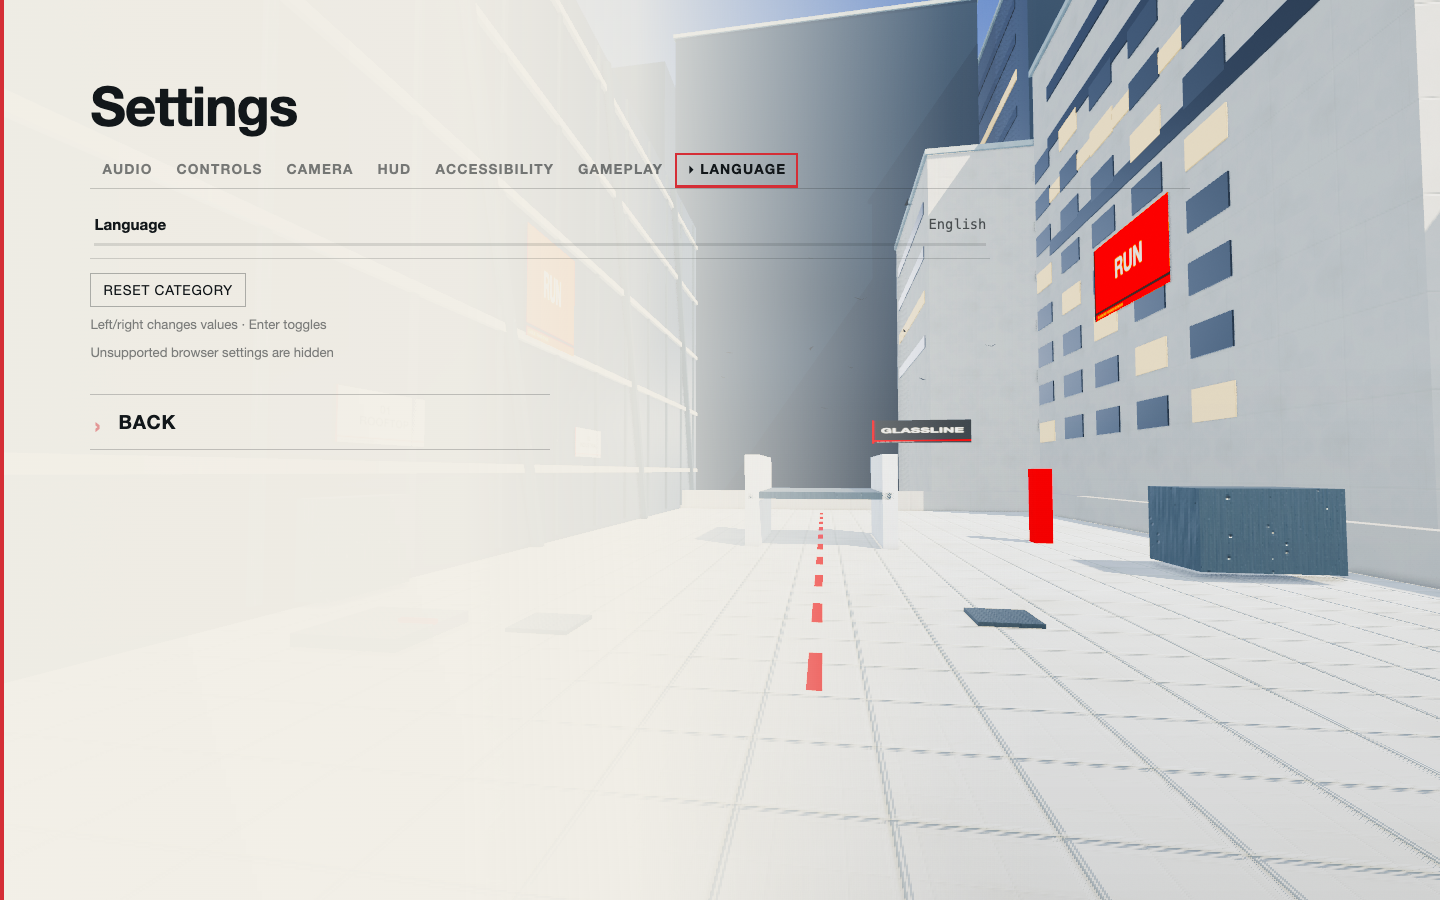 Settings
AUDIO CONTROLS CAMERA HUD ACCESSIBILITY GAMEPLAY LANGUAGE
Language English
RESET CATEGORY
Left/right changes values · Enter toggles
Unsupported browser settings are hidden
BACK
RUN
RUN
GLASSLINE